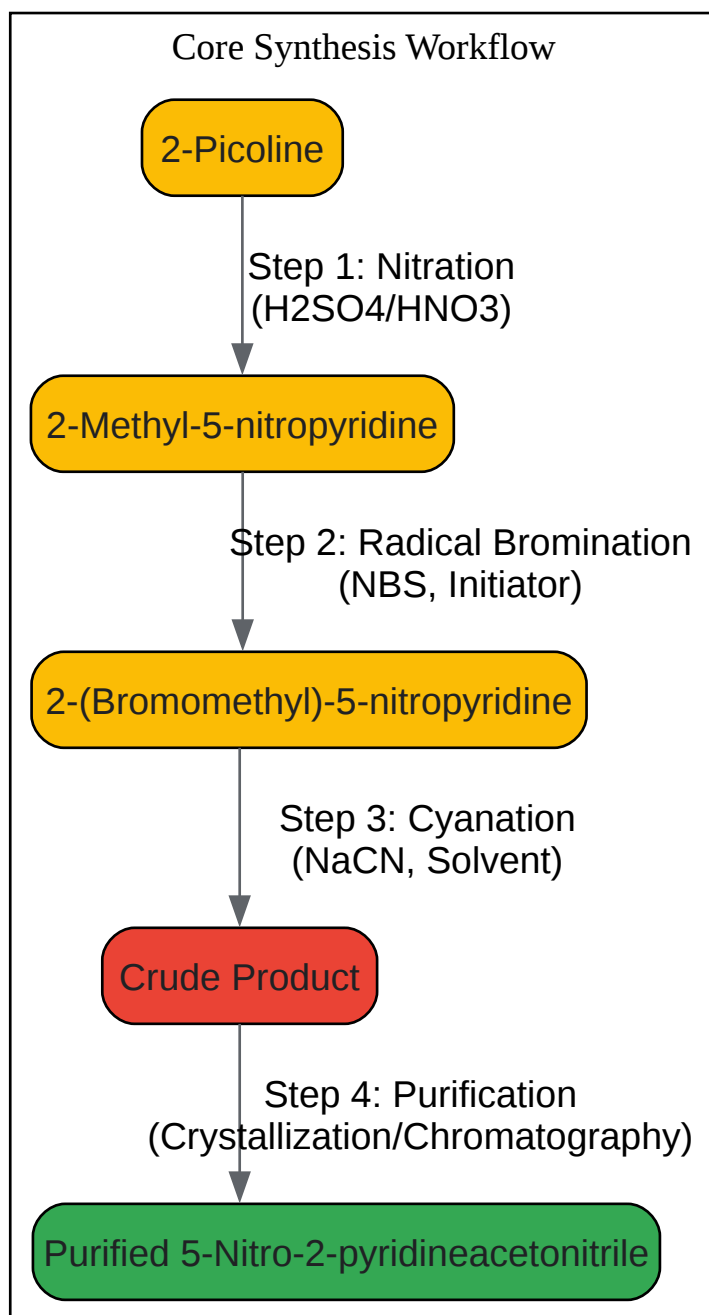 Core Synthesis Workflow
2-Picoline
Step 1: Nitration
(H2SO4/HNO3)
2-Methyl-5-nitropyridine
Step 2: Radical Bromination
(NBS, Initiator)
2-(Bromomethyl)-5-nitropyridine
Step 3: Cyanation
(NaCN, Solvent)
Crude Product
Step 4: Purification
(Crystallization/Chromatography)
Purified 5-Nitro-2-pyridineacetonitrile